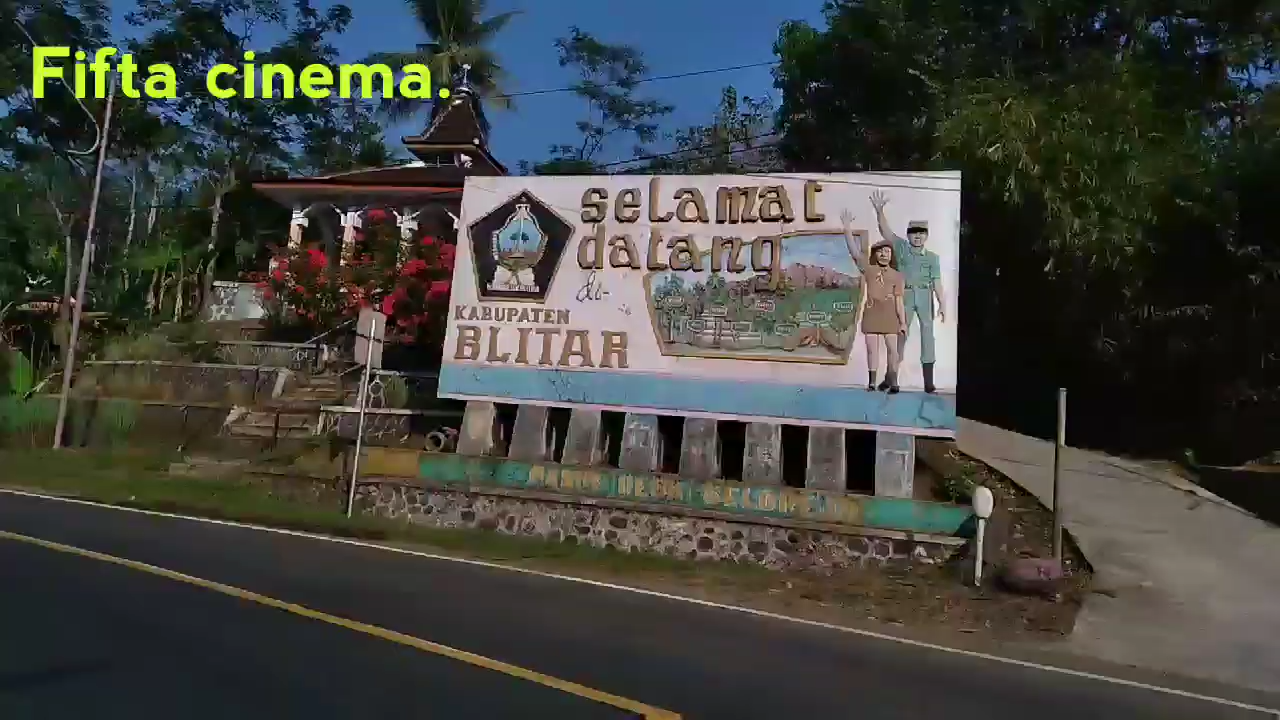 Fifta cinema.
selamat
datang
di-
KABUPATEN
BLITAR